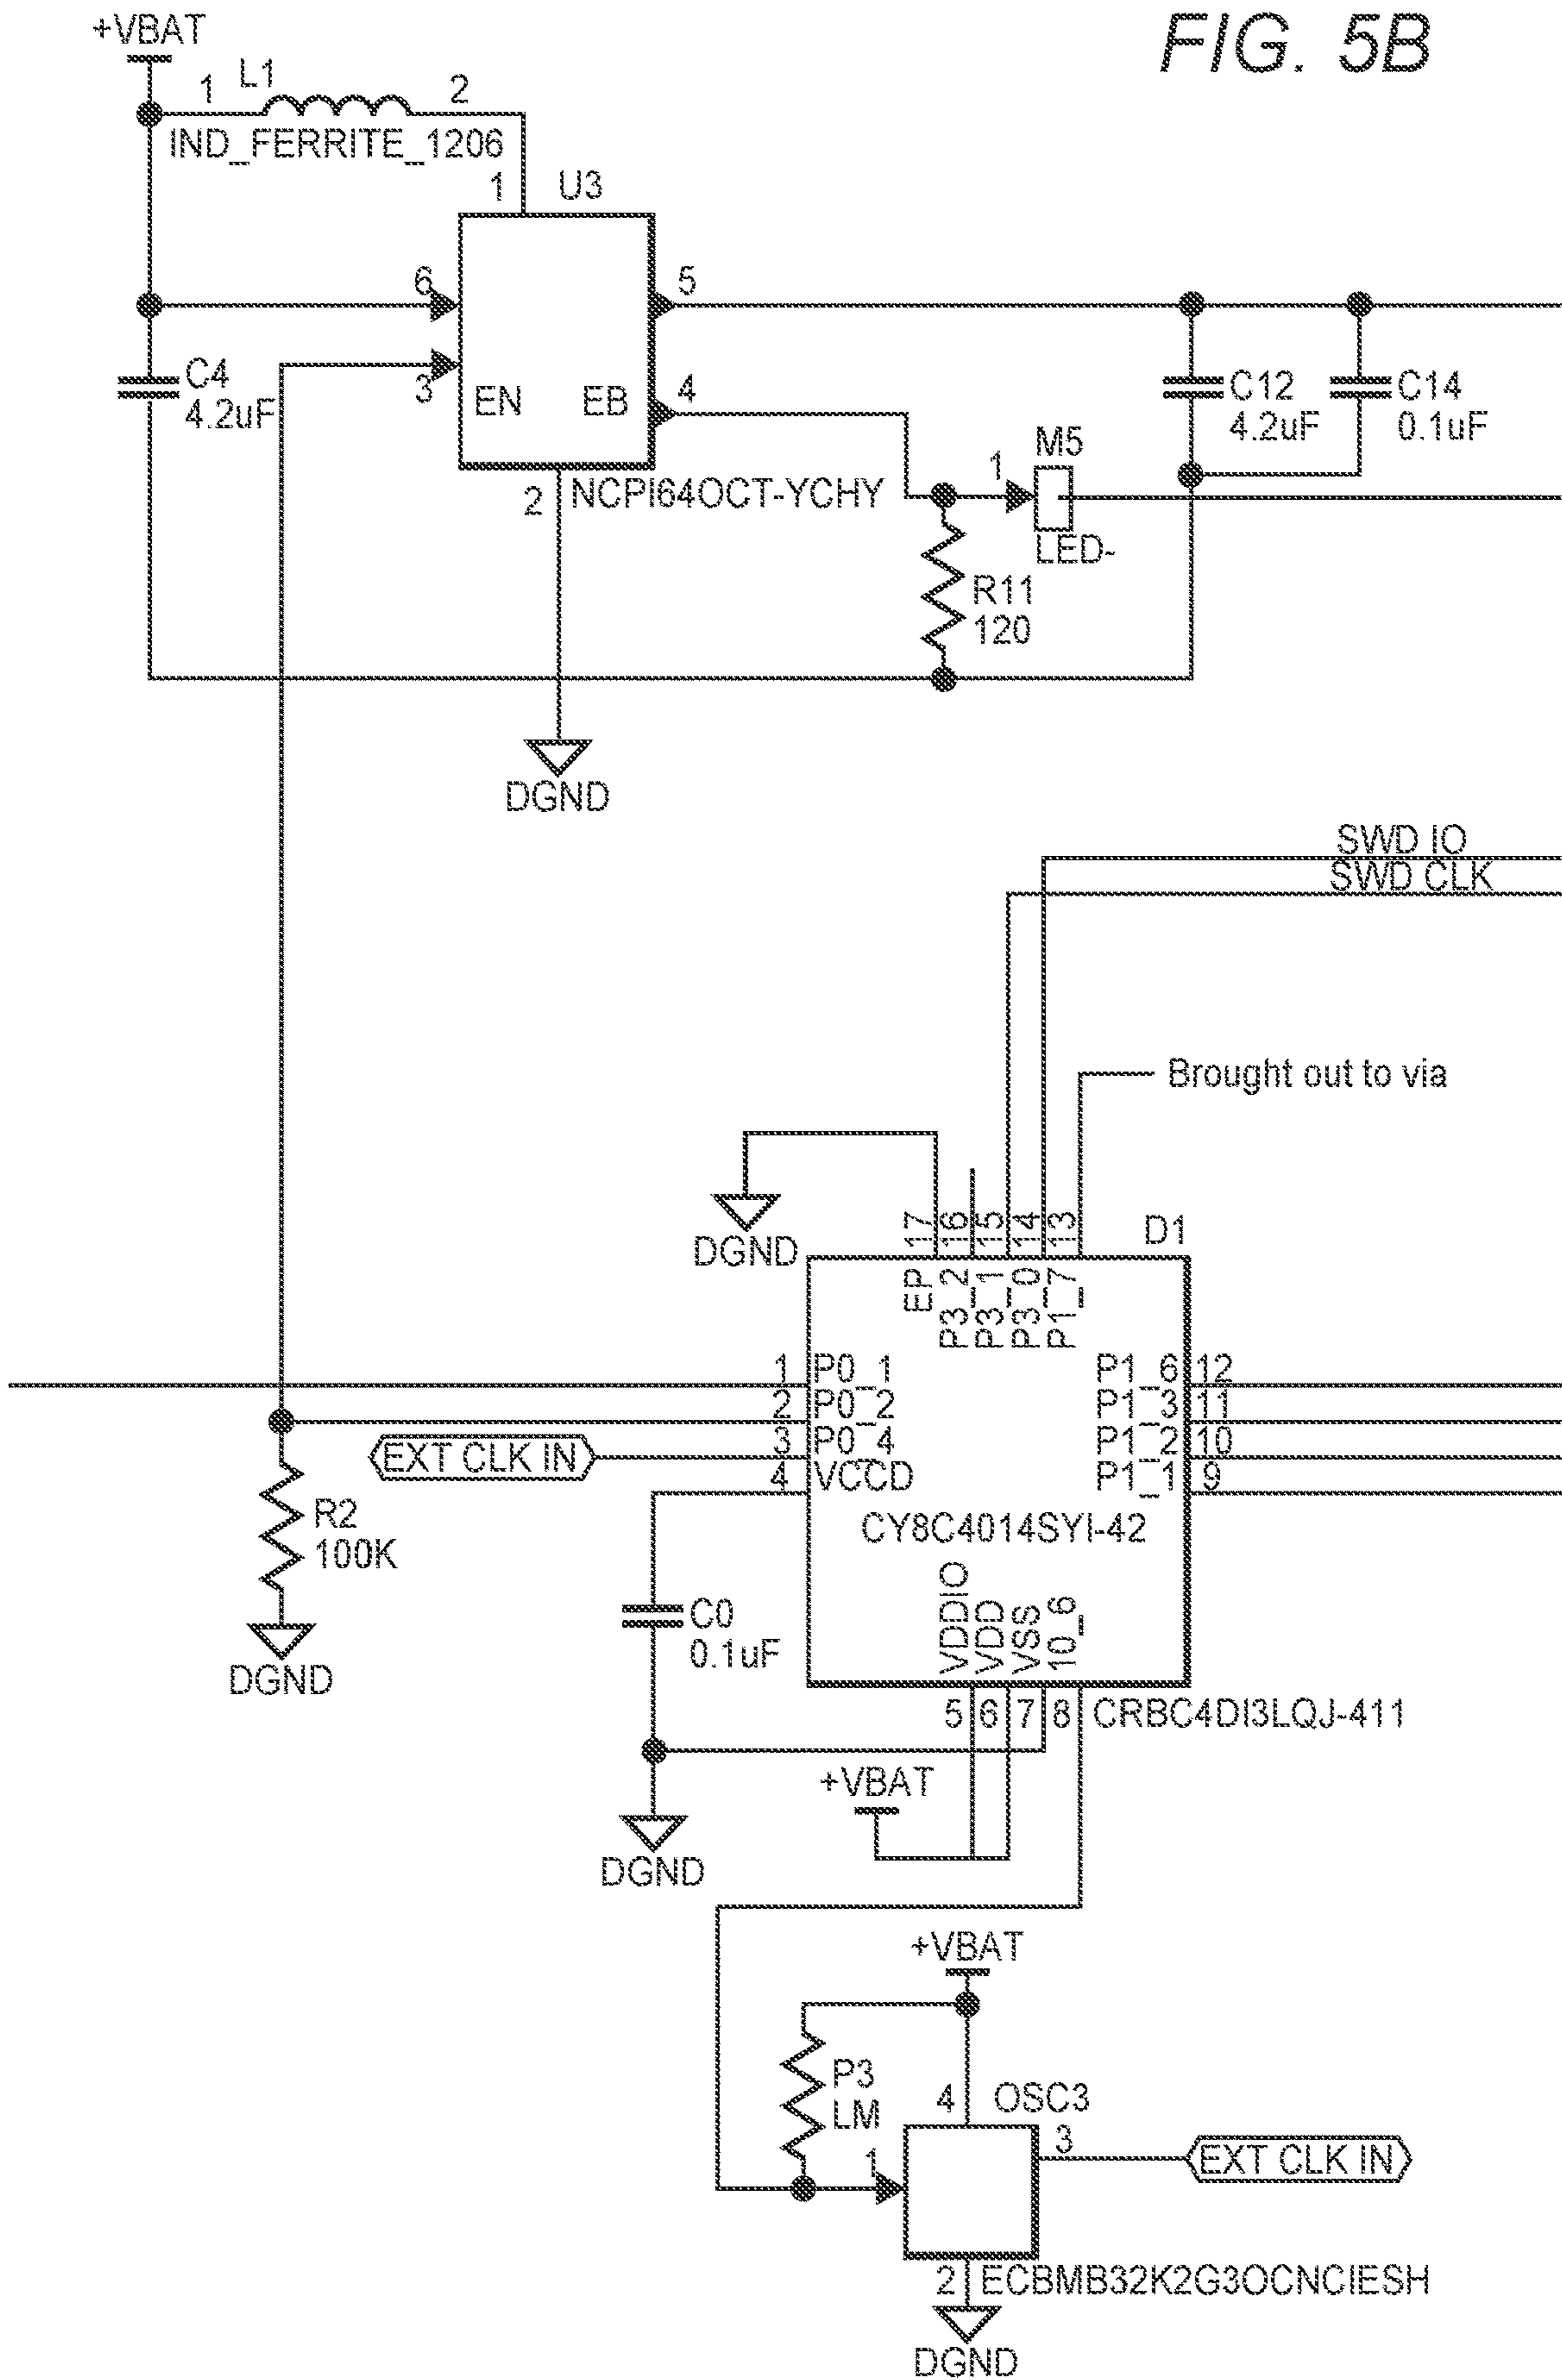 FIG. 5B
+VBAT
1 L1 2
IND_FERRITE_1206
1 U3
6 5
C4
4.2uF
3 EN EB 4
C12
4.2uF
C14
0.1uF
M5
1
LED-
2 NCPI64OCT-YCHY
R11
120
DGND
SWD IO
SWD CLK
Brought out to via
DGND
17 16 15 14 13 D1
EP P3_2 P3_1 P3_0 P1_7
1 P0_1 P1_6 12
2 P0_2 P1_3 11
EXT CLK IN 3 P0_4 P1_2 10
4 VCCD P1_1 9
CY8C4014SYI-42
R2
100K
DGND
C0
0.1uF
VDDIO VDD VSS 10_6
5 6 7 8 CRBC4DI3LQJ-411
+VBAT
DGND
+VBAT
P3
LM
4 OSC3
3 EXT CLK IN
1
2 ECBMB32K2G3OCNCIESH
DGND